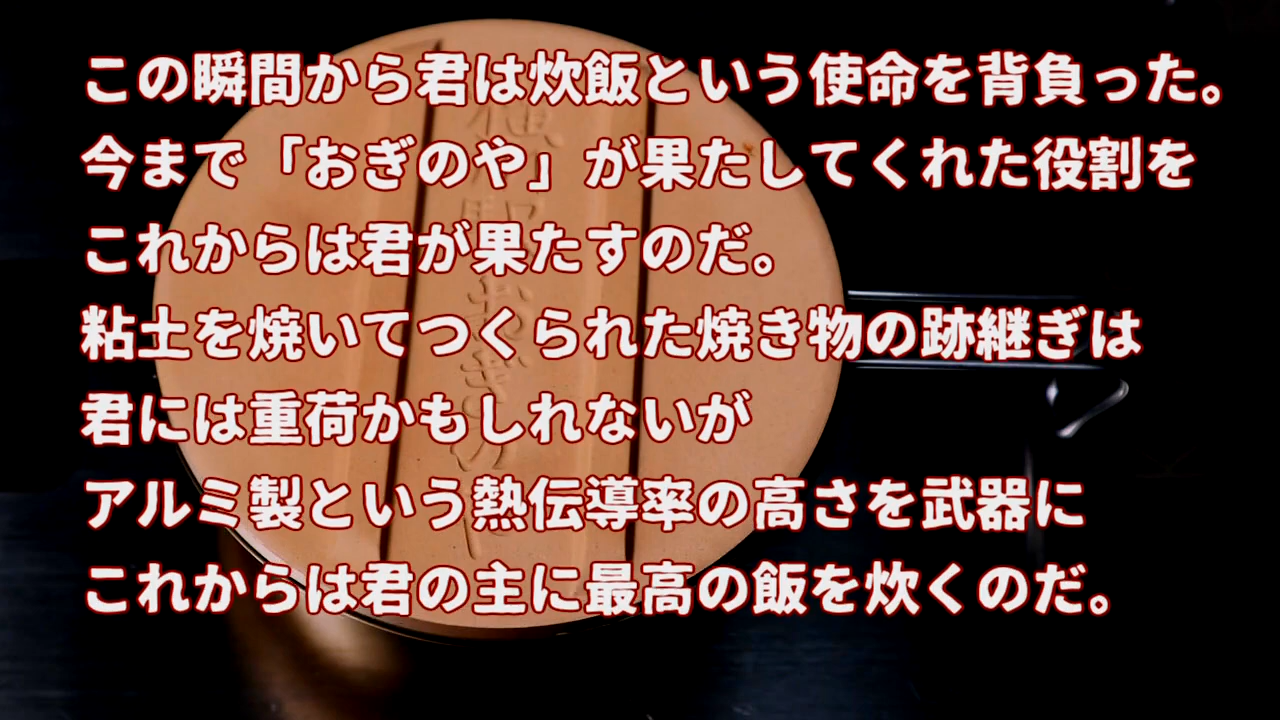 この瞬間から君は炊飯という使命を背負った。
今まで「おぎのや」が果たしてくれた役割を
これからは君が果たすのだ。
粘土を焼いてつくられた焼き物の跡継ぎは
君には重荷かもしれないが
アルミ製という熱伝導率の高さを武器に
これからは君の主に最高の飯を炊くのだ。